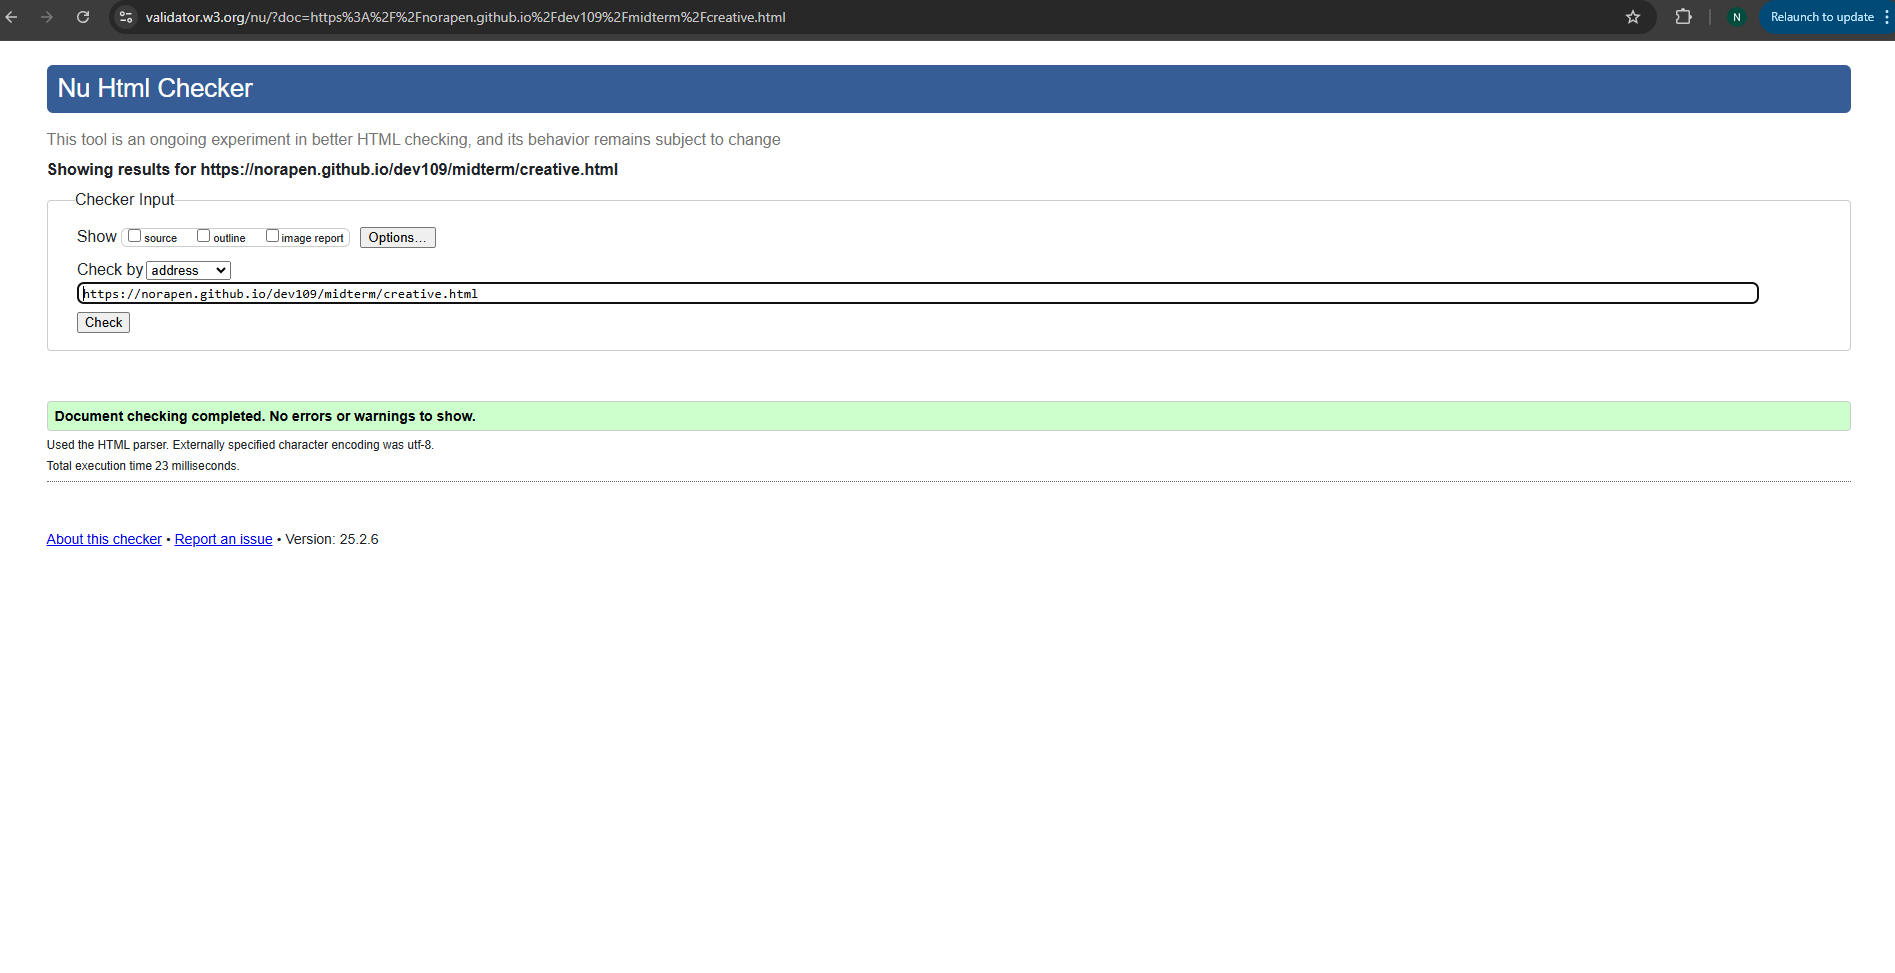 validator.w3.org/nu/?doc=https%3A%2F%2Fnorapen.github.io%2Fdev109%2Fmidterm%2Fcreative.html
N
Relaunch to update
Nu Html Checker
This tool is an ongoing experiment in better HTML checking, and its behavior remains subject to change
Showing results for https://norapen.github.io/dev109/midterm/creative.html
Checker Input
Show source outline image report Options...
Check by address
https://norapen.github.io/dev109/midterm/creative.html
Check
Document checking completed. No errors or warnings to show.
Used the HTML parser. Externally specified character encoding was utf-8.
Total execution time 23 milliseconds.
About this checker • Report an issue • Version: 25.2.6